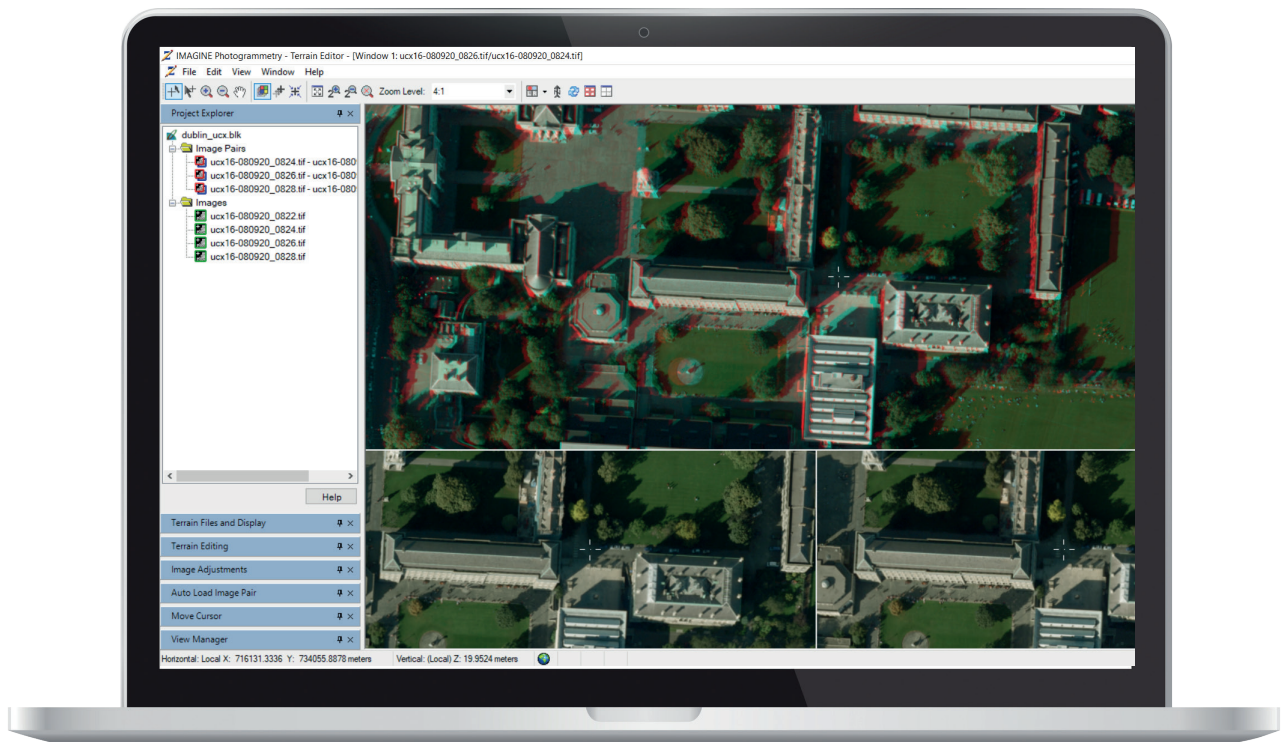 IMAGINE Photogrammetry - Terrain Editor - [Window 1: ucx16-080920_0826.tif/ucx16-080920_0824.tif]
File Edit View Window Help
Zoom Level: 4:1
Project Explorer
dublin_ucx.blk
Image Pairs
ucx16-080920_0824.tif - ucx16-080
ucx16-080920_0826.tif - ucx16-080
ucx16-080920_0828.tif - ucx16-080
Images
ucx16-080920_0822.tif
ucx16-080920_0824.tif
ucx16-080920_0826.tif
ucx16-080920_0828.tif
Help
Terrain Files and Display
Terrain Editing
Image Adjustments
Auto Load Image Pair
Move Cursor
View Manager
Horizontal: Local X: 716131.3336 Y: 734055.8878 meters Vertical: (Local) Z: 19.9524 meters